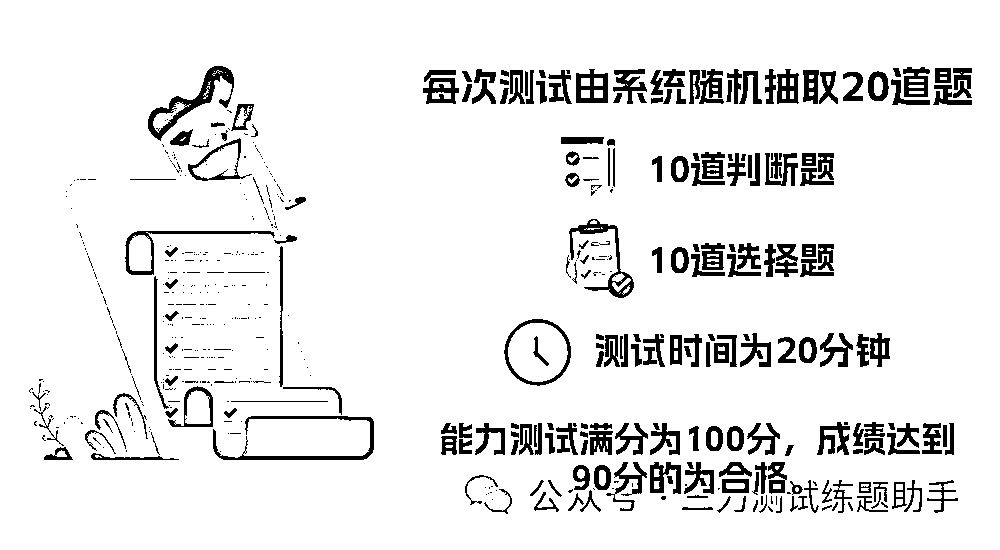 每次测试由系统随机抽取20道题
10道判断题
10道选择题
测试时间为20分钟
能力测试满分为100分，成绩达到
90分的为合格。
公众号·三力测试练题助手